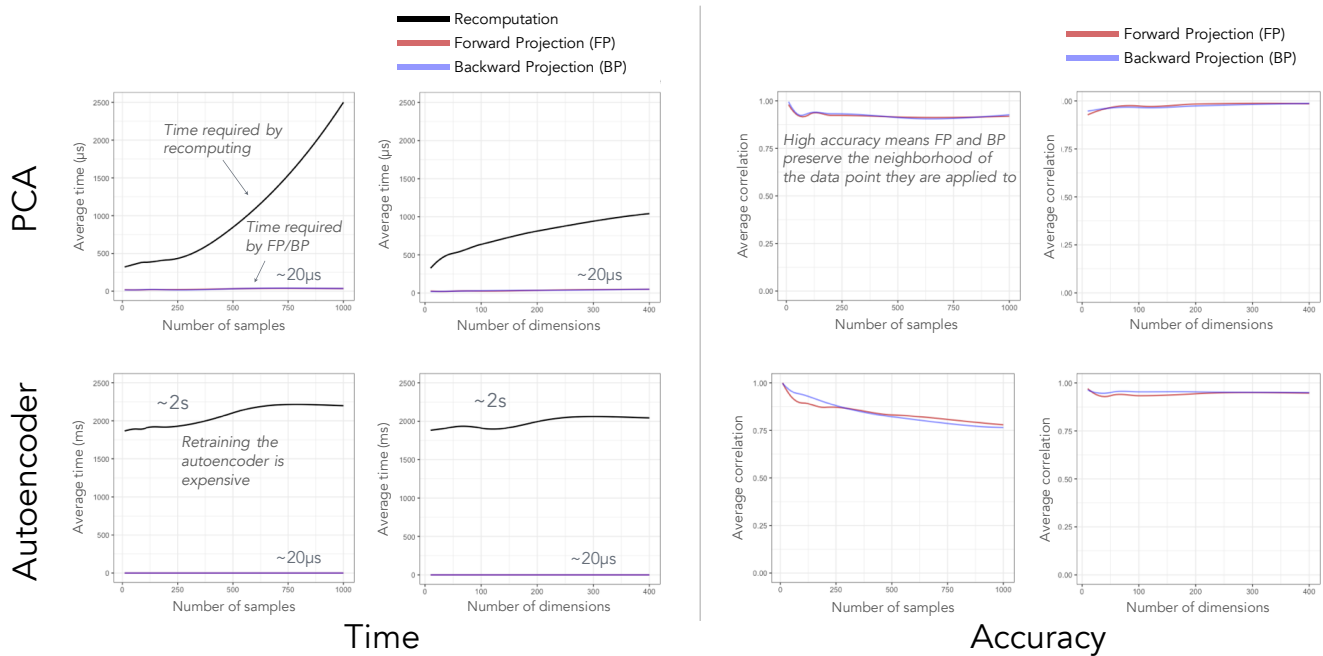 Recomputation
Forward Projection (FP)
Backward Projection (BP)
Forward Projection (FP)
Backward Projection (BP)
PCA
Average time (µs)
2500
2000
1500
1000
500
0
Time required by
recomputing
Time required
by FP/BP
~20µs
0
250
500
750
1000
Number of samples
Average time (µs)
2500
2000
1500
1000
500
0
~20µs
0
100
200
300
400
Number of dimensions
Average correlation
1.00
0.75
0.50
0.25
0.00
High accuracy means FP and BP
preserve the neighborhood of
the data point they are applied to
0
250
500
750
1000
Number of samples
Average correlation
1.00
.75
0.50
0.25
.00
0
100
200
300
400
Number of dimensions
Autoencoder
Average time (ms)
2500
2000
1500
1000
500
0
~2s
Retraining the
autoencoder is
expensive
~20µs
0
250
500
750
1000
Number of samples
Average time (ms)
2500
2000
1500
1000
500
0
~2s
~20µs
0
100
200
300
400
Number of dimensions
Average correlation
1.00
0.75
0.50
0.25
0.00
0
250
500
750
1000
Number of samples
Average correlation
1.00
0.75
0.50
0.25
0.00
0
100
200
300
400
Number of dimensions
Time
Accuracy